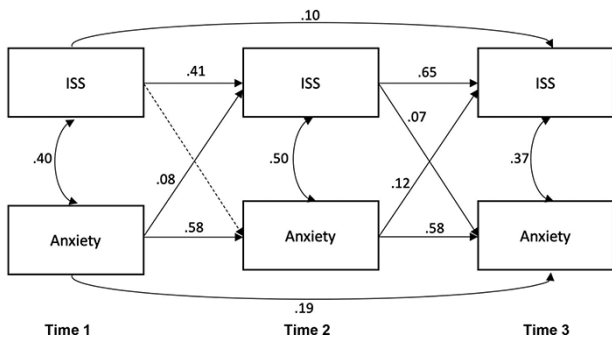 .10
ISS .41 ISS .65 ISS
.07
.40 .50 .37
.08 .12
Anxiety .58 Anxiety .58 Anxiety
.19
Time 1 Time 2 Time 3